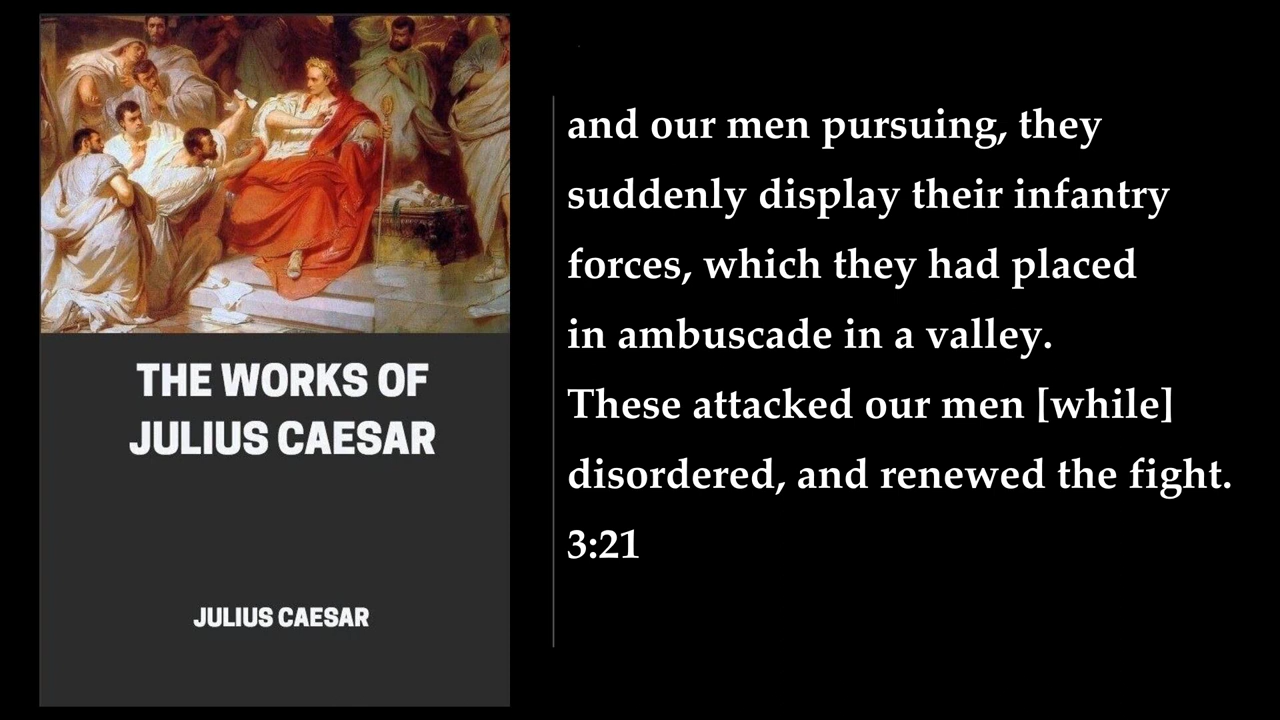 THE WORKS OF
JULIUS CAESAR
JULIUS CAESAR
and our men pursuing, they
suddenly display their infantry
forces, which they had placed
in ambuscade in a valley.
These attacked our men [while]
disordered, and renewed the fight.
3:21